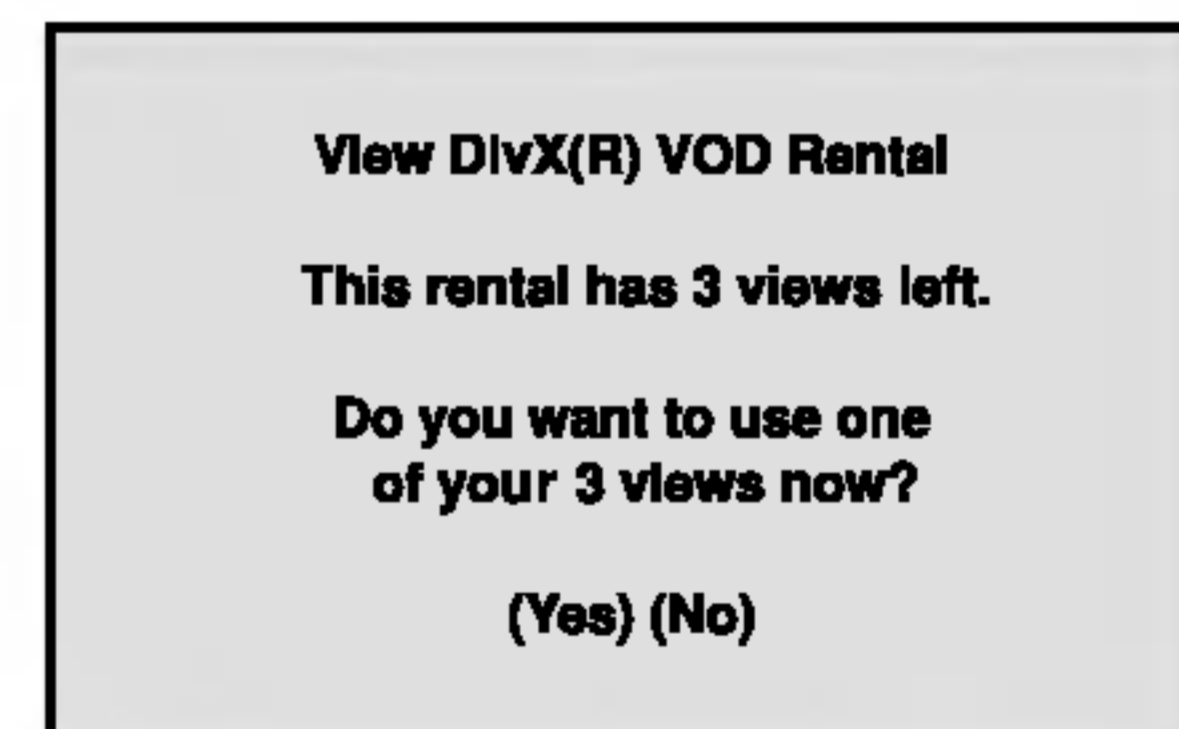 View DivX(R) VOD Rental
This rental has 3 views left.
Do you want to use one
of your 3 views now?
(Yes) (No)